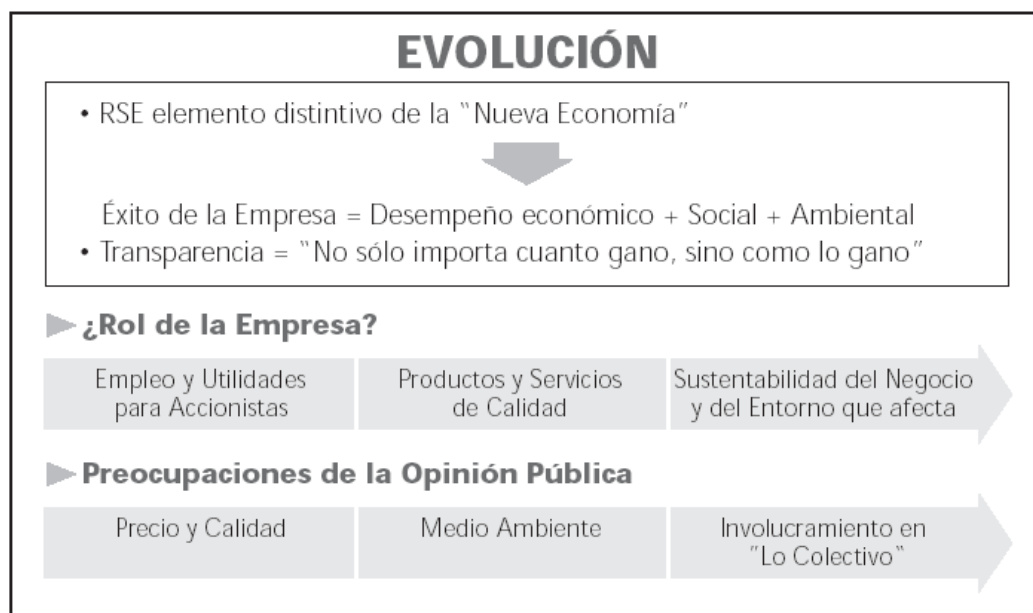 EVOLUCIÓN
• RSE elemento distintivo de la “Nueva Economía”
Éxito de la Empresa = Desempeño económico + Social + Ambiental
• Transparencia = “No sólo importa cuanto gano, sino como lo gano”
¿Rol de la Empresa?
Empleo y Utilidades
para Accionistas
Productos y Servicios
de Calidad
Sustentabilidad del Negocio
y del Entorno que afecta
Preocupaciones de la Opinión Pública
Precio y Calidad
Medio Ambiente
Involucramiento en
"Lo Colectivo“